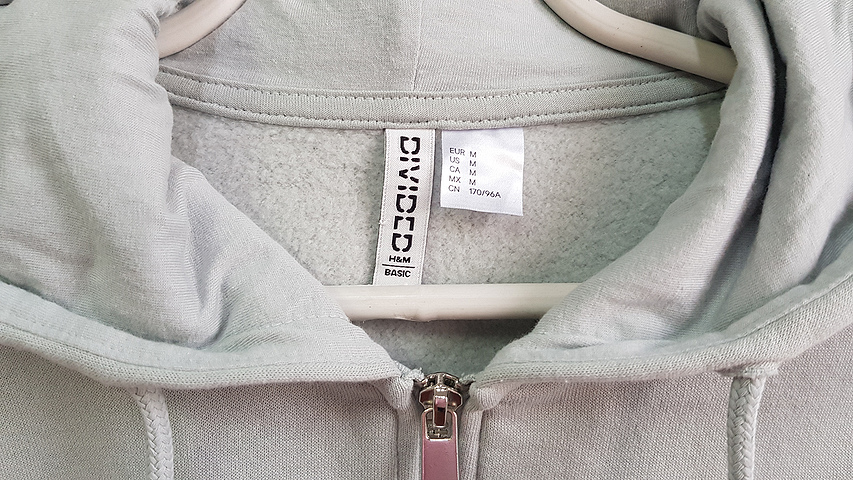 DIVIDED
H&M
BASIC
EUR M
US M
CA M
MX M
CN 170/96A